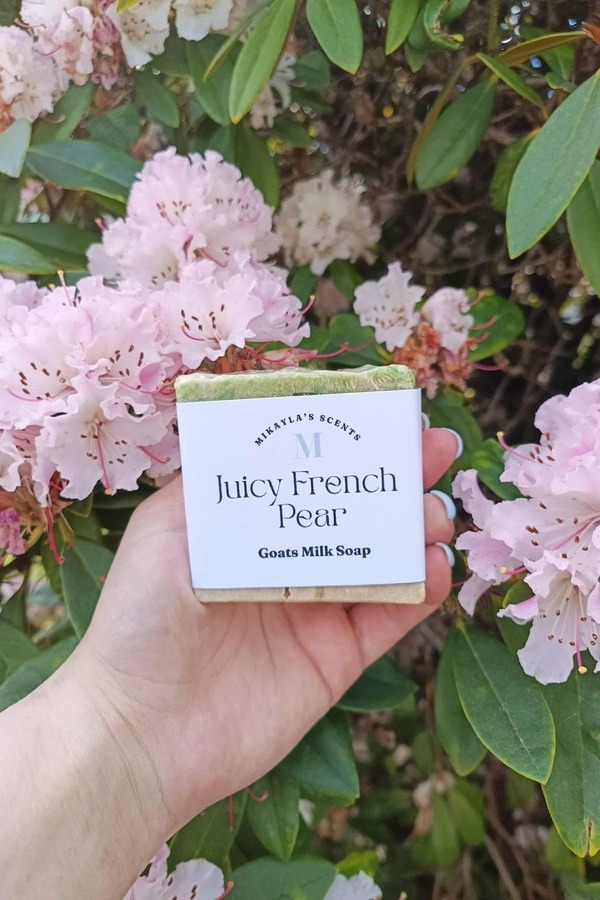 MIKAYLA'S SCENTS
M
Juicy French
Pear
Goats Milk Soap